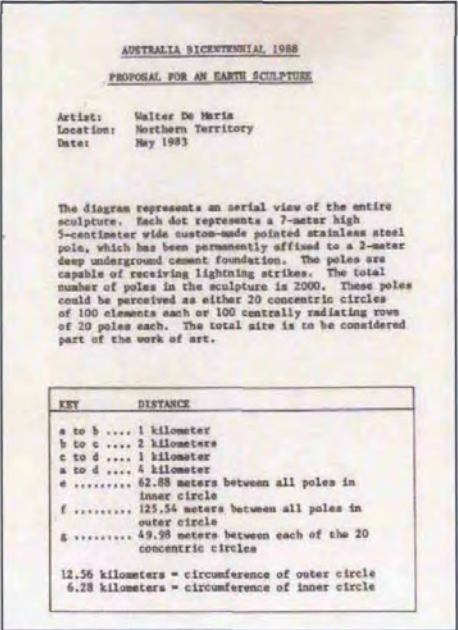 AUSTRALIA BICENTENNIAL 1988
PROPOSAL FOR AN EARTH SCULPTURE
Artist: Walter De Maria
Location: Northern Territory
Date: May 1983
The diagram represents an aerial view of the entire
sculpture. Each dot represents a 7-meter high
5-centimeter wide custom-made pointed stainless steel
pole, which has been permanently affixed to a 2-meter
deep underground cement foundation. The poles are
capable of receiving lightning strikes. The total
number of poles in the sculpture is 2000. These poles
could be perceived as either 20 concentric circles
of 100 elements each or 100 centrally radiating rows
of 20 poles each. The total site is to be considered
part of the work of art.
KEY DISTANCE
a to b .... 1 kilometer
b to c .... 2 kilometers
c to d .... 1 kilometer
a to d .... 4 kilometer
e ......... 62.88 meters between all poles in
inner circle
f ......... 125.54 meters between all poles in
outer circle
g ......... 49.98 meters between each of the 20
concentric circles
12.56 kilometers = circumference of outer circle
6.28 kilometers = circumference of inner circle